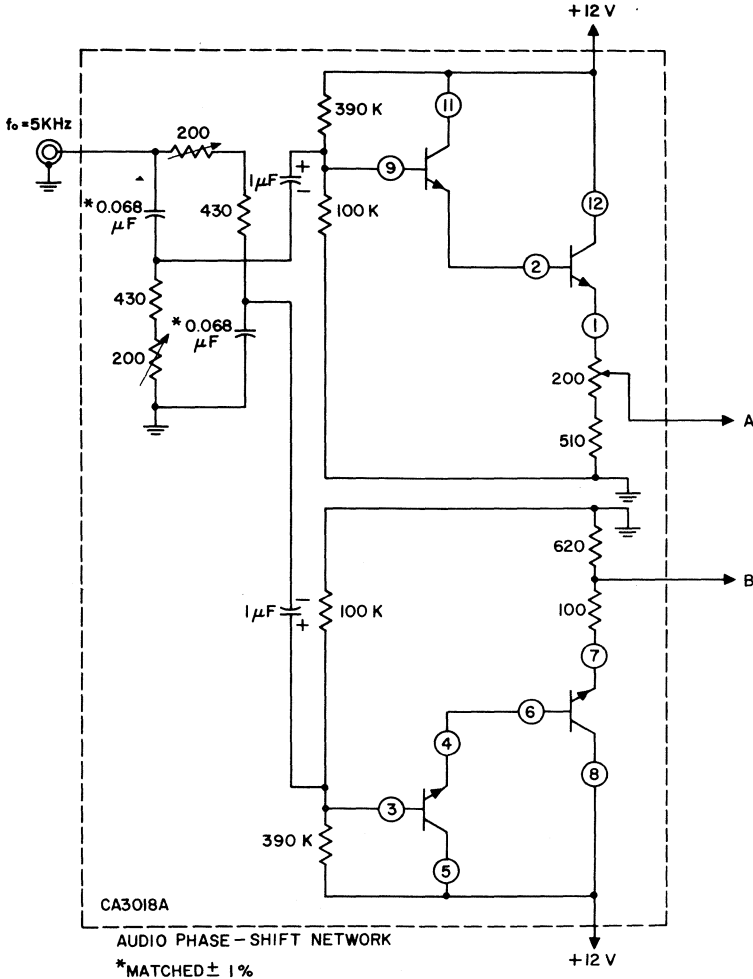 +12 V
11
390 K
fo = 5KHz
200
9
1µF
+
−
*0.068
µF
430
100 K
12
2
430
*0.068
µF
1
200
200
A
510
620
B
1µF
−
+
100 K
100
7
6
4
8
3
390 K
5
CA3018A
AUDIO PHASE – SHIFT NETWORK
+12 V
*MATCHED ± 1%